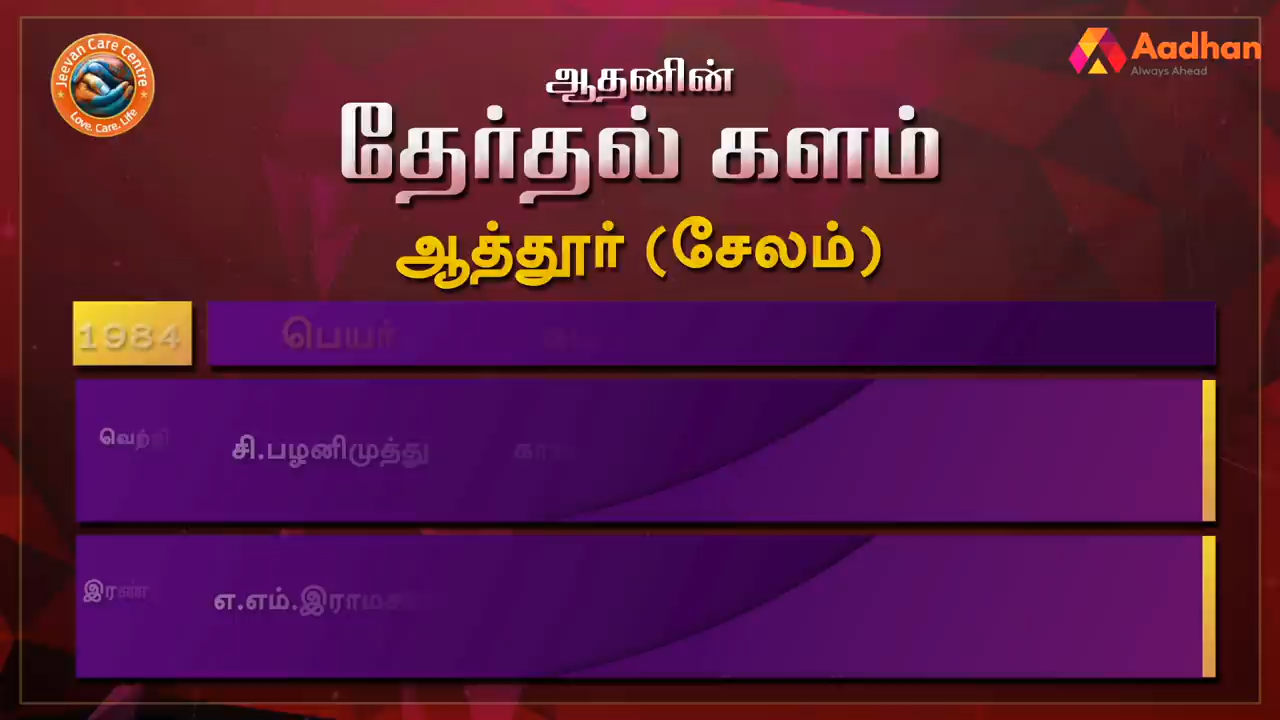 Jeevan Care Centre
Love. Care. Life
Aadhan
Always Ahead
ஆதனின்
தேர்தல் களம்
ஆத்தூர் (சேலம்)
1984 பெயர்
சி.பழனிமுத்து